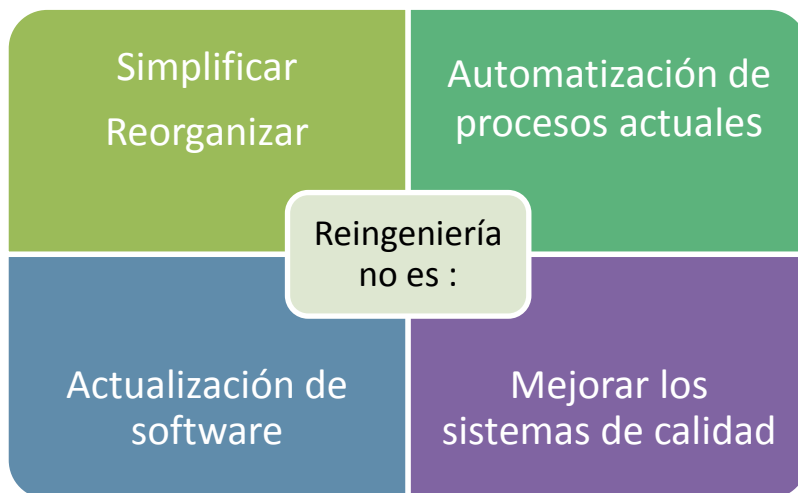 Simplificar
Reorganizar
Automatización de
procesos actuales
Reingeniería
no es :
Actualización de
software
Mejorar los
sistemas de calidad